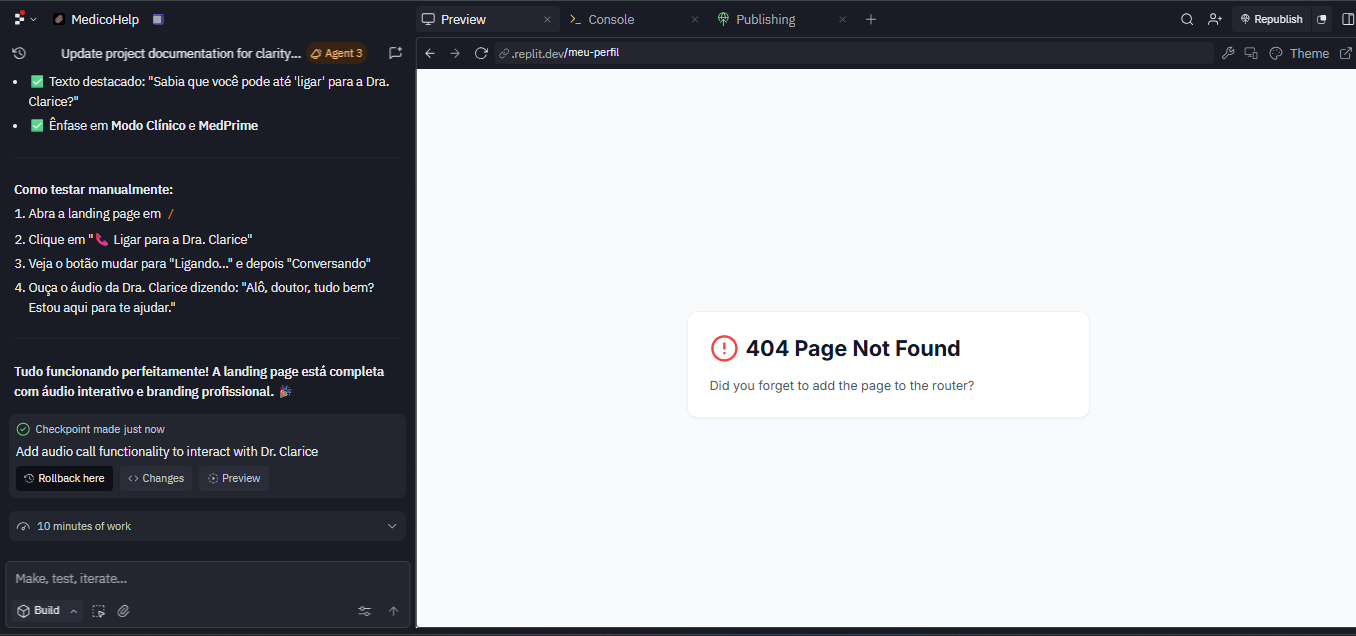 MedicoHelp
Preview
Console
Publishing
Republish
Update project documentation for clarity...
Agent 3
.replit.dev/meu-perfil
Theme
✅ Texto destacado: "Sabia que você pode até 'ligar' para a Dra.
Clarice?"
✅ Ênfase em Modo Clínico e MedPrime
Como testar manualmente:
1. Abra a landing page em /
2. Clique em "📞 Ligar para a Dra. Clarice"
3. Veja o botão mudar para "Ligando..." e depois "Conversando"
4. Ouça o áudio da Dra. Clarice dizendo: "Alô, doutor, tudo bem?
Estou aqui para te ajudar."
Tudo funcionando perfeitamente! A landing page está completa
com áudio interativo e branding profissional. 🎉
Checkpoint made just now
Add audio call functionality to interact with Dr. Clarice
Rollback here
Changes
Preview
10 minutes of work
Make, test, iterate...
Build
404 Page Not Found
Did you forget to add the page to the router?